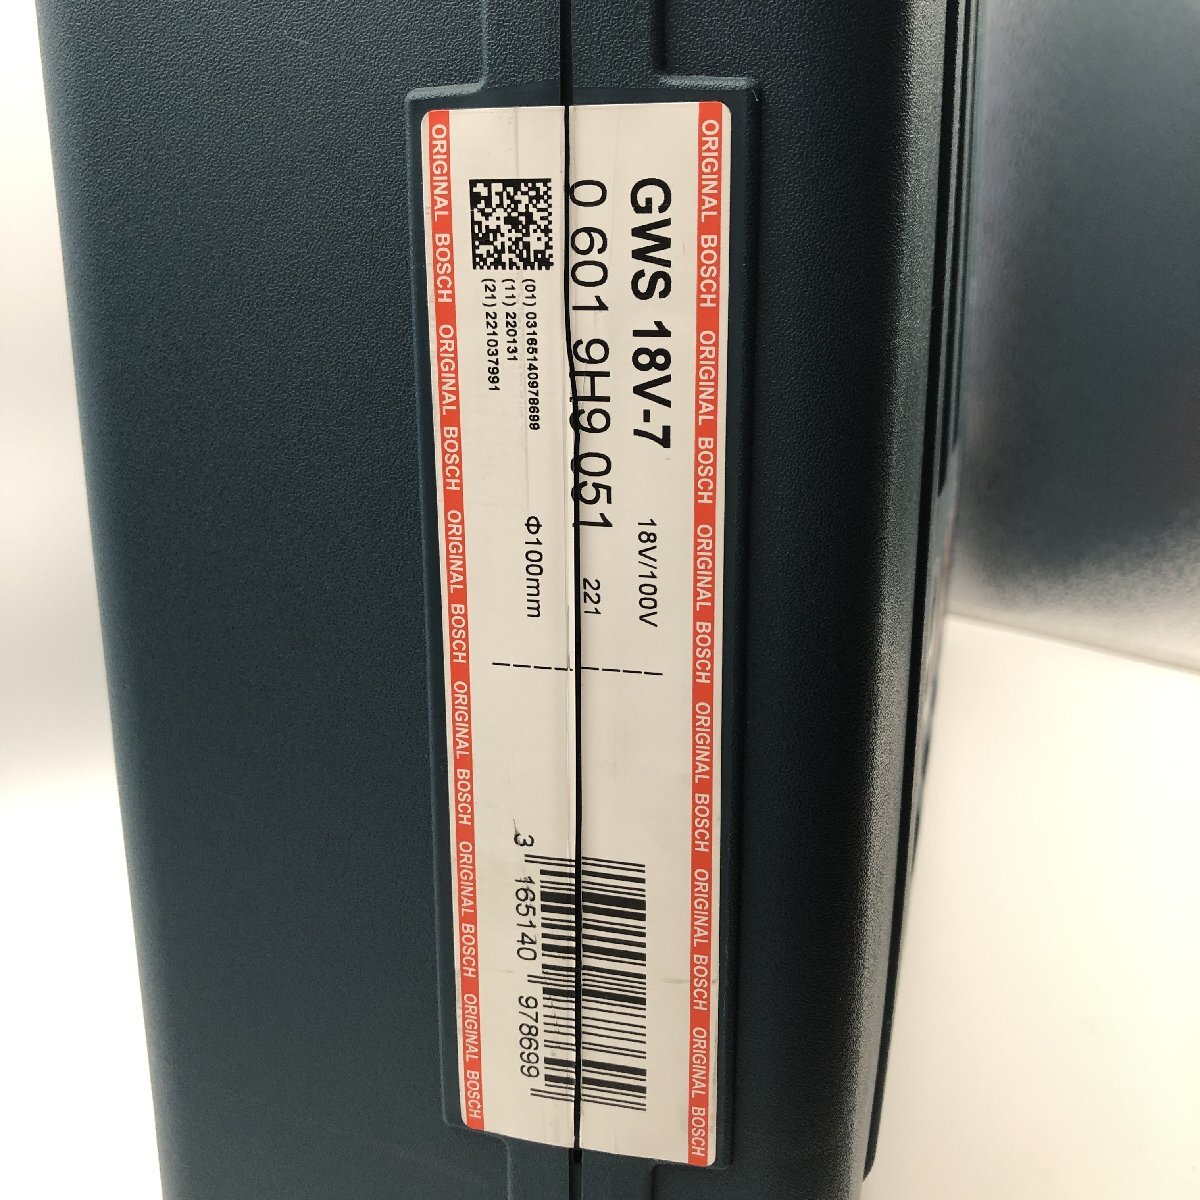 ORIGINAL BOSCH ORIGINAL BOSCH ORIGINAL BOSCH ORIGINAL BOSCH ORIGINAL BOSCH ORIGINAL BOSCH
GWS 18V-7 18V/100V
0 601 9H9 051 221
(01) 03165140978699 Φ100mm
(11) 220131
(21) 221037991
3 165140 978699
ORIGINAL BOSCH ORIGINAL BOSCH ORIGINAL BOSCH ORIGINAL BOSCH ORIGINAL BOSCH ORIGINAL BOSCH